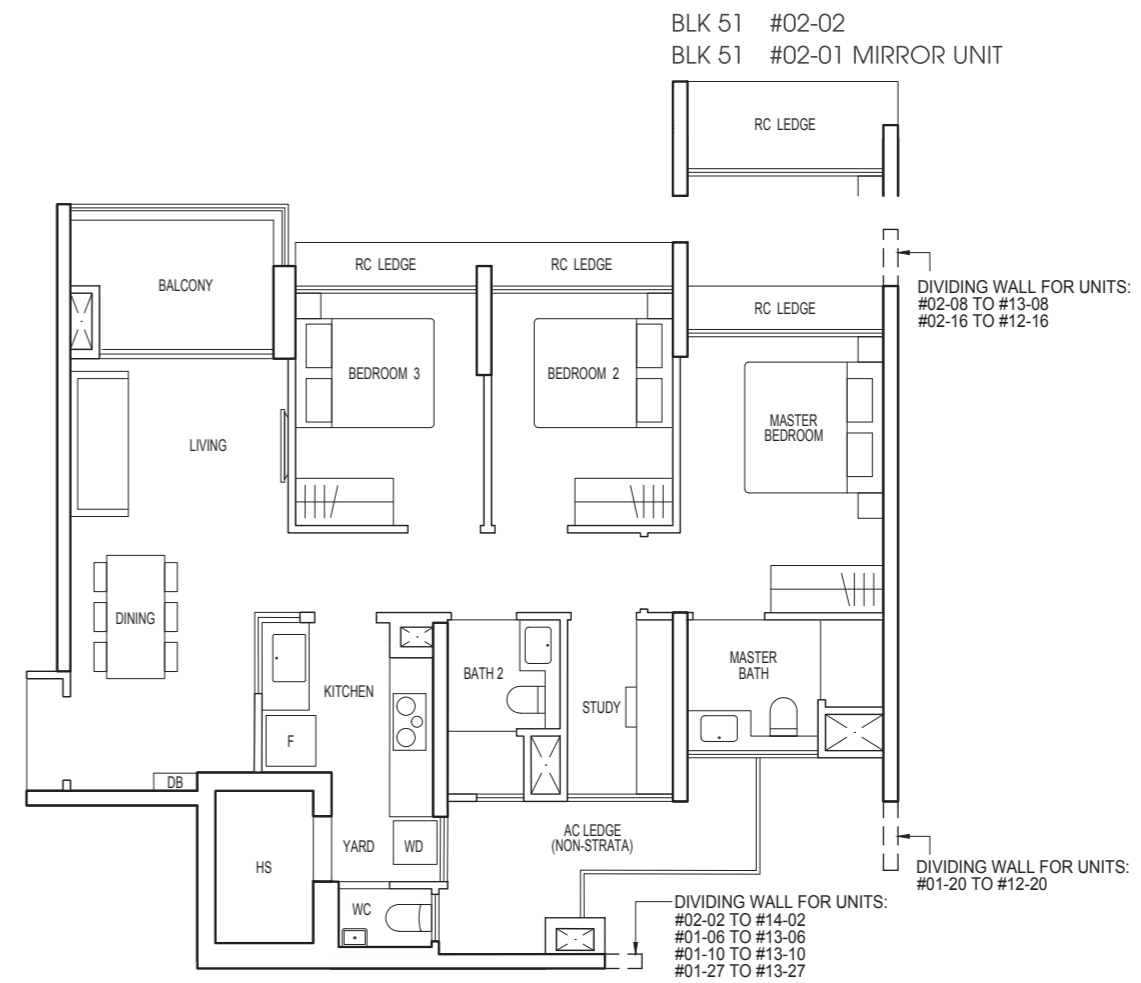 BLK 51 #02-02
BLK 51 #02-01 MIRROR UNIT
RC LEDGE
DIVIDING WALL FOR UNITS:
#02-08 TO #13-08
#02-16 TO #12-16
BALCONY
RC LEDGE
RC LEDGE
RC LEDGE
BEDROOM 3
BEDROOM 2
MASTER
BEDROOM
LIVING
DINING
KITCHEN
F
BATH 2
STUDY
MASTER
BATH
DB
HS
YARD
WD
WC
AC LEDGE
(NON-STRATA)
DIVIDING WALL FOR UNITS:
#01-20 TO #12-20
DIVIDING WALL FOR UNITS:
#02-02 TO #14-02
#01-06 TO #13-06
#01-10 TO #13-10
#01-27 TO #13-27